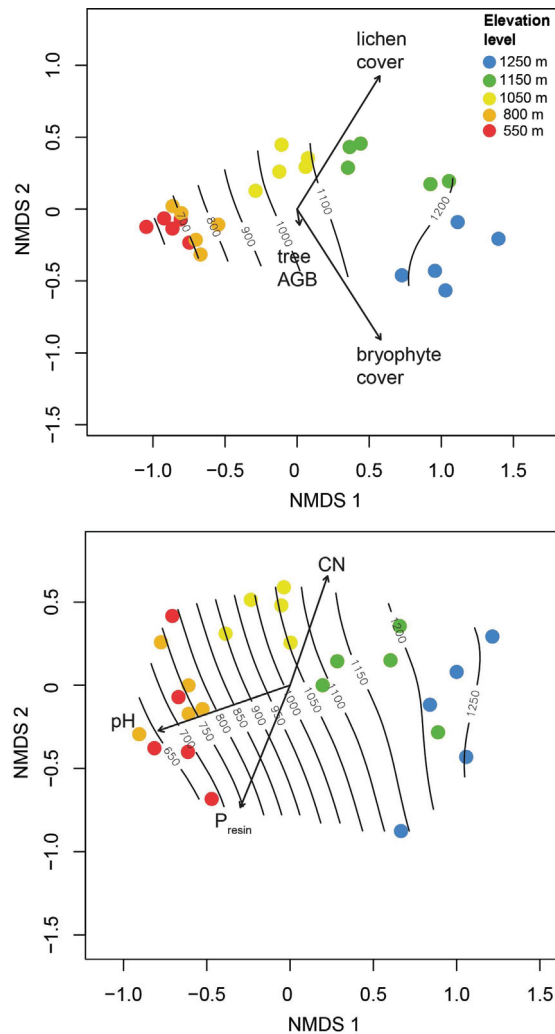 Elevation
level
1250 m
1150 m
1050 m
800 m
550 m
lichen
cover
1.0
0.5
0
−0.5
−1.0
−1.5
NMDS 2
700
800
900
1000
1100
1200
tree
AGB
bryophyte
cover
−1.0 −0.5 0 0.5 1.0 1.5
NMDS 1
CN
0.5
0
−0.5
−1.0
−1.5
NMDS 2
pH
650
700
750
800
850
900
950
1000
1050
1100
1150
1200
1250
Presin
−1.0 −0.5 0 0.5 1.0 1.5
NMDS 1